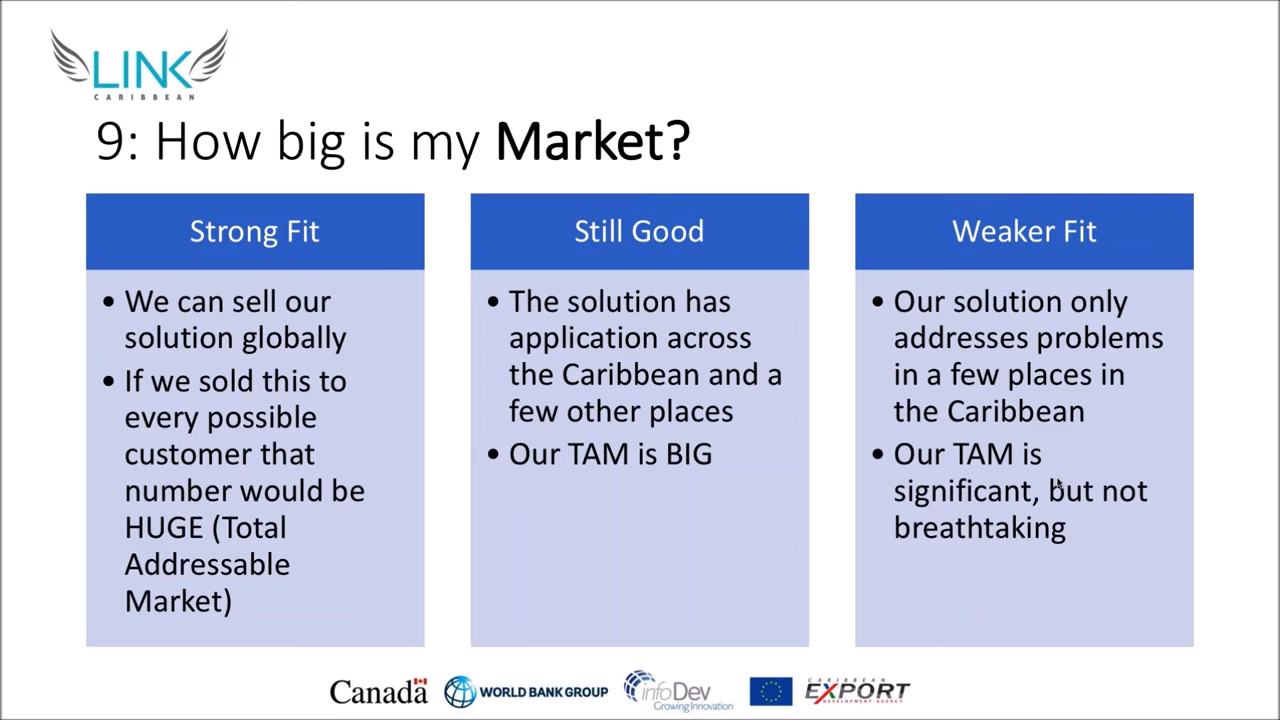 LINK
CARIBBEAN
9: How big is my Market?
Strong Fit
• We can sell our
solution globally
• If we sold this to
every possible
customer that
number would be
HUGE (Total
Addressable
Market)
Still Good
• The solution has
application across
the Caribbean and a
few other places
• Our TAM is BIG
Weaker Fit
• Our solution only
addresses problems
in a few places in
the Caribbean
• Our TAM is
significant, but not
breathtaking
Canada
WORLD BANK GROUP
infoDev
Growing Innovation
CARIBBEAN
EXPORT
DEVELOPMENT AGENCY